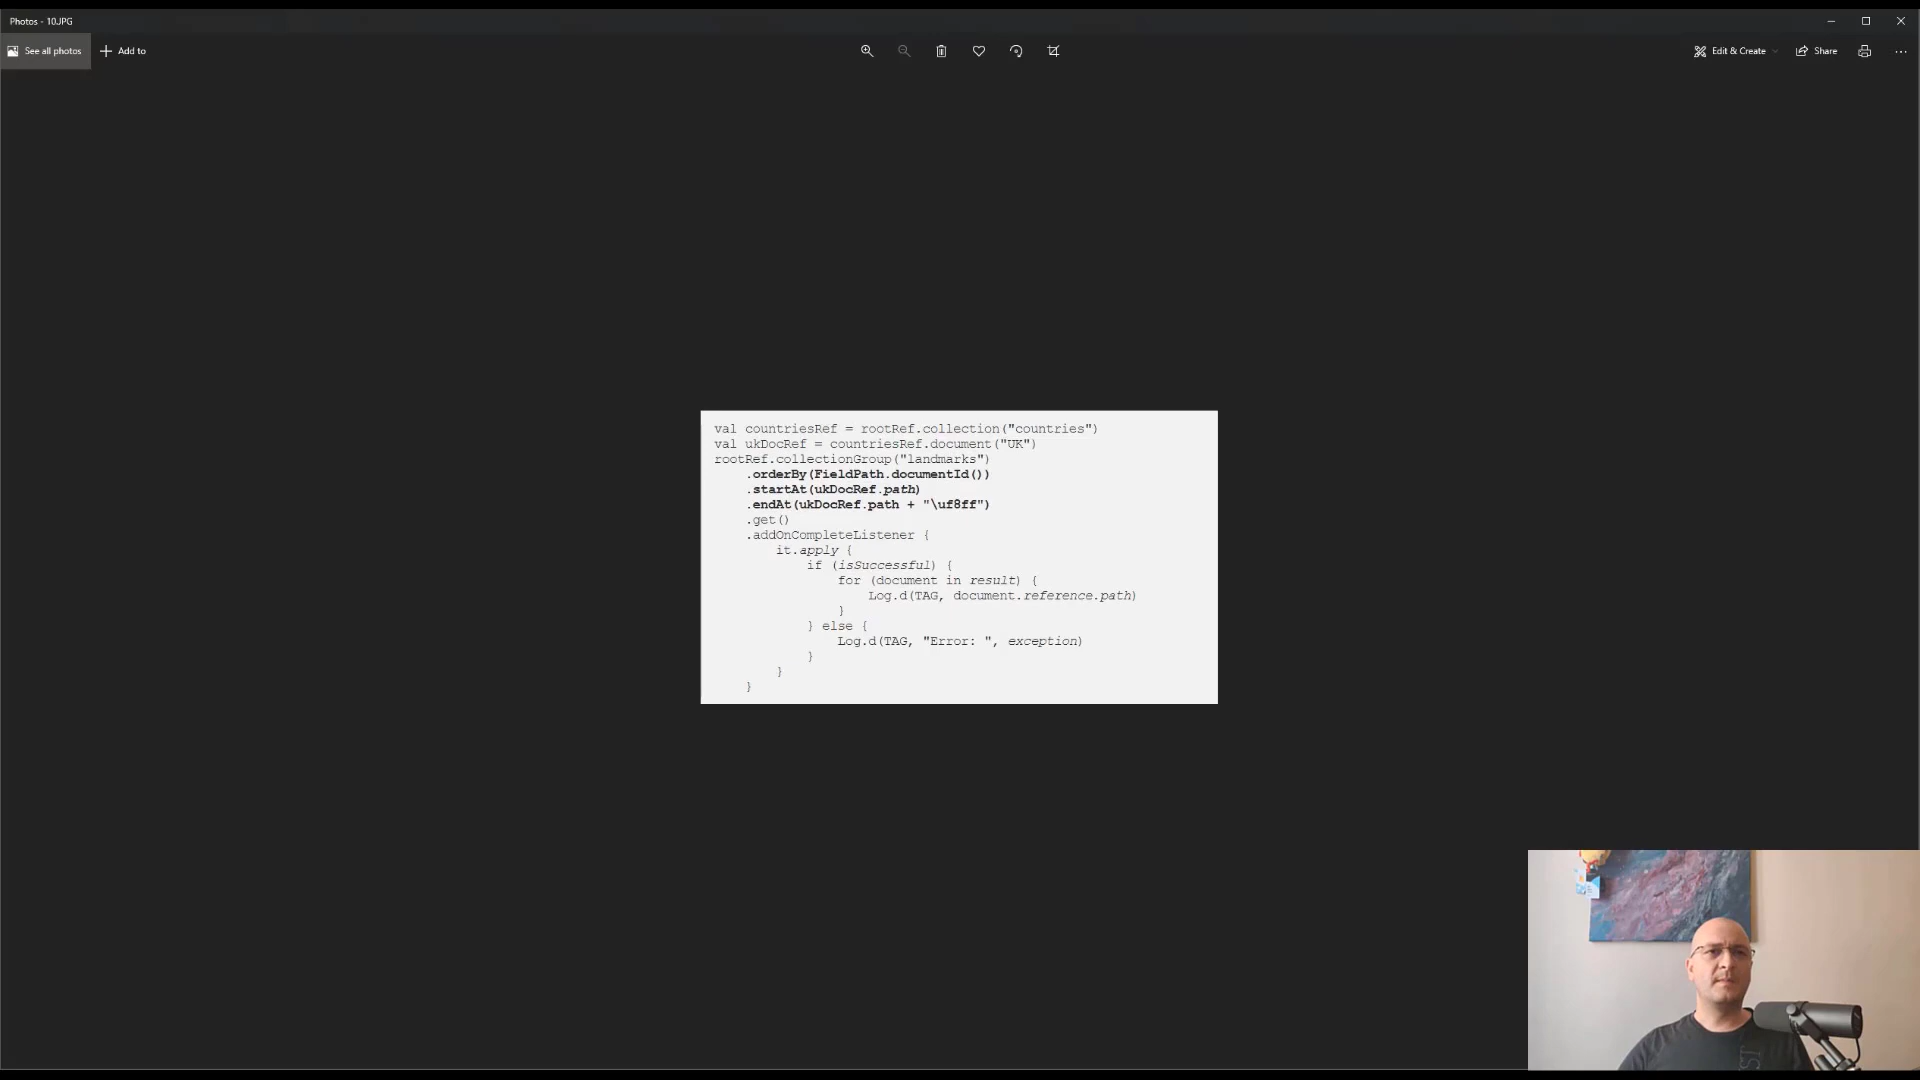 Photos - 10.JPG
See all photos
Add to
Edit & Create
Share
val countriesRef = rootRef.collection("countries")
val ukDocRef = countriesRef.document("UK")
rootRef.collectionGroup("landmarks")
    .orderBy(FieldPath.documentId())
    .startAt(ukDocRef.path)
    .endAt(ukDocRef.path + "\uf8ff")
    .get()
    .addOnCompleteListener {
        it.apply {
            if (isSuccessful) {
                for (document in result) {
                    Log.d(TAG, document.reference.path)
                }
            } else {
                Log.d(TAG, "Error: ", exception)
            }
        }
    }